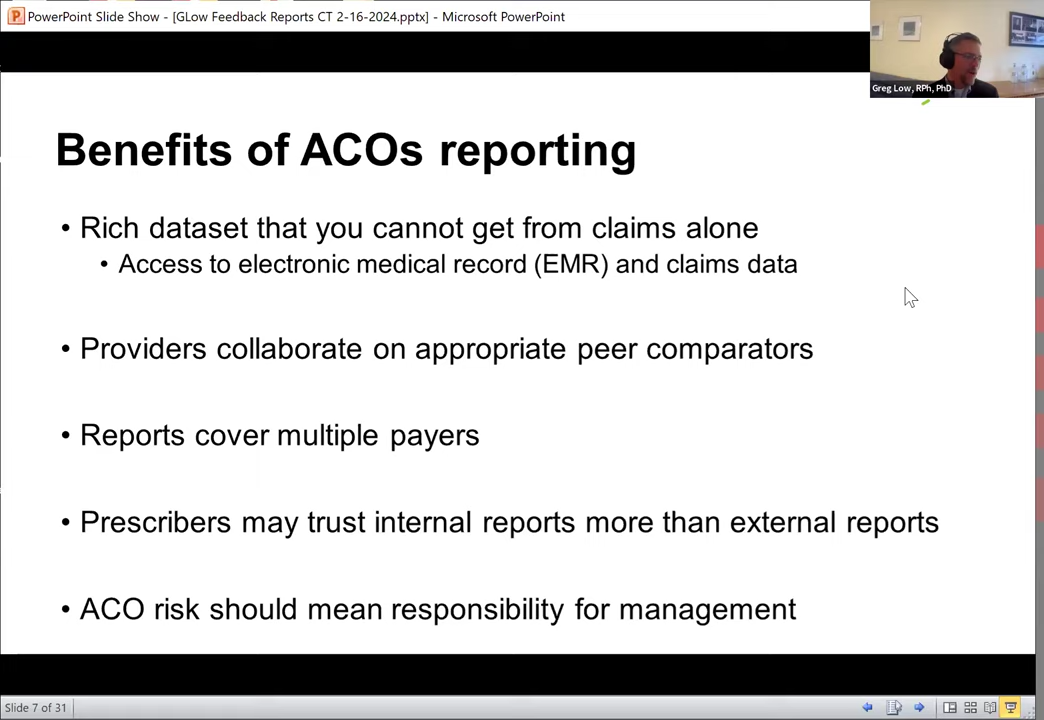 PowerPoint Slide Show - [GLow Feedback Reports CT 2-16-2024.pptx] - Microsoft PowerPoint
Greg Low, RPh, PhD
Benefits of ACOs reporting
• Rich dataset that you cannot get from claims alone
• Access to electronic medical record (EMR) and claims data
• Providers collaborate on appropriate peer comparators
• Reports cover multiple payers
• Prescribers may trust internal reports more than external reports
• ACO risk should mean responsibility for management
Slide 7 of 31